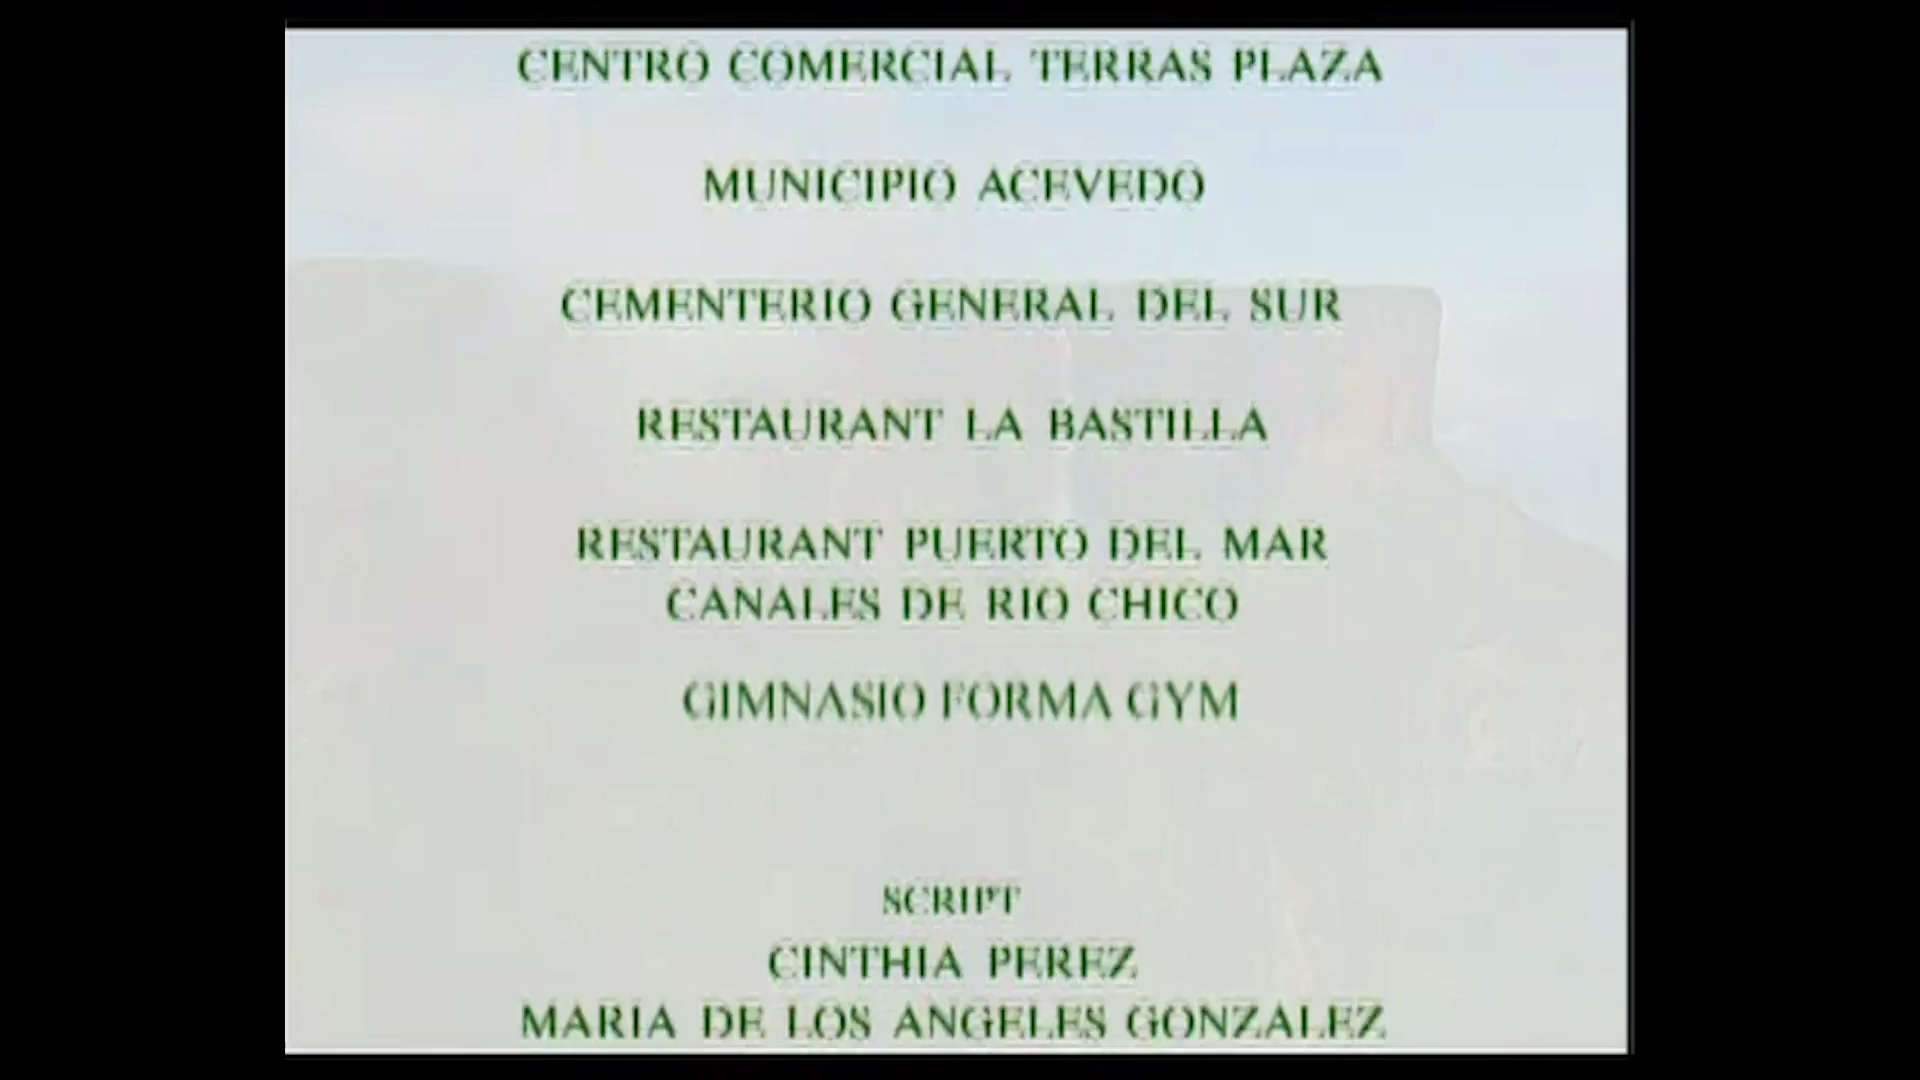 CENTRO COMERCIAL TERRAS PLAZA
MUNICIPIO ACEVEDO
CEMENTERIO GENERAL DEL SUR
RESTAURANT LA BASTILLA
RESTAURANT PUERTO DEL MAR
CANALES DE RIO CHICO
GIMNASIO FORMA GYM
SCRIPT
CINTHIA PEREZ
MARIA DE LOS ANGELES GONZALEZ